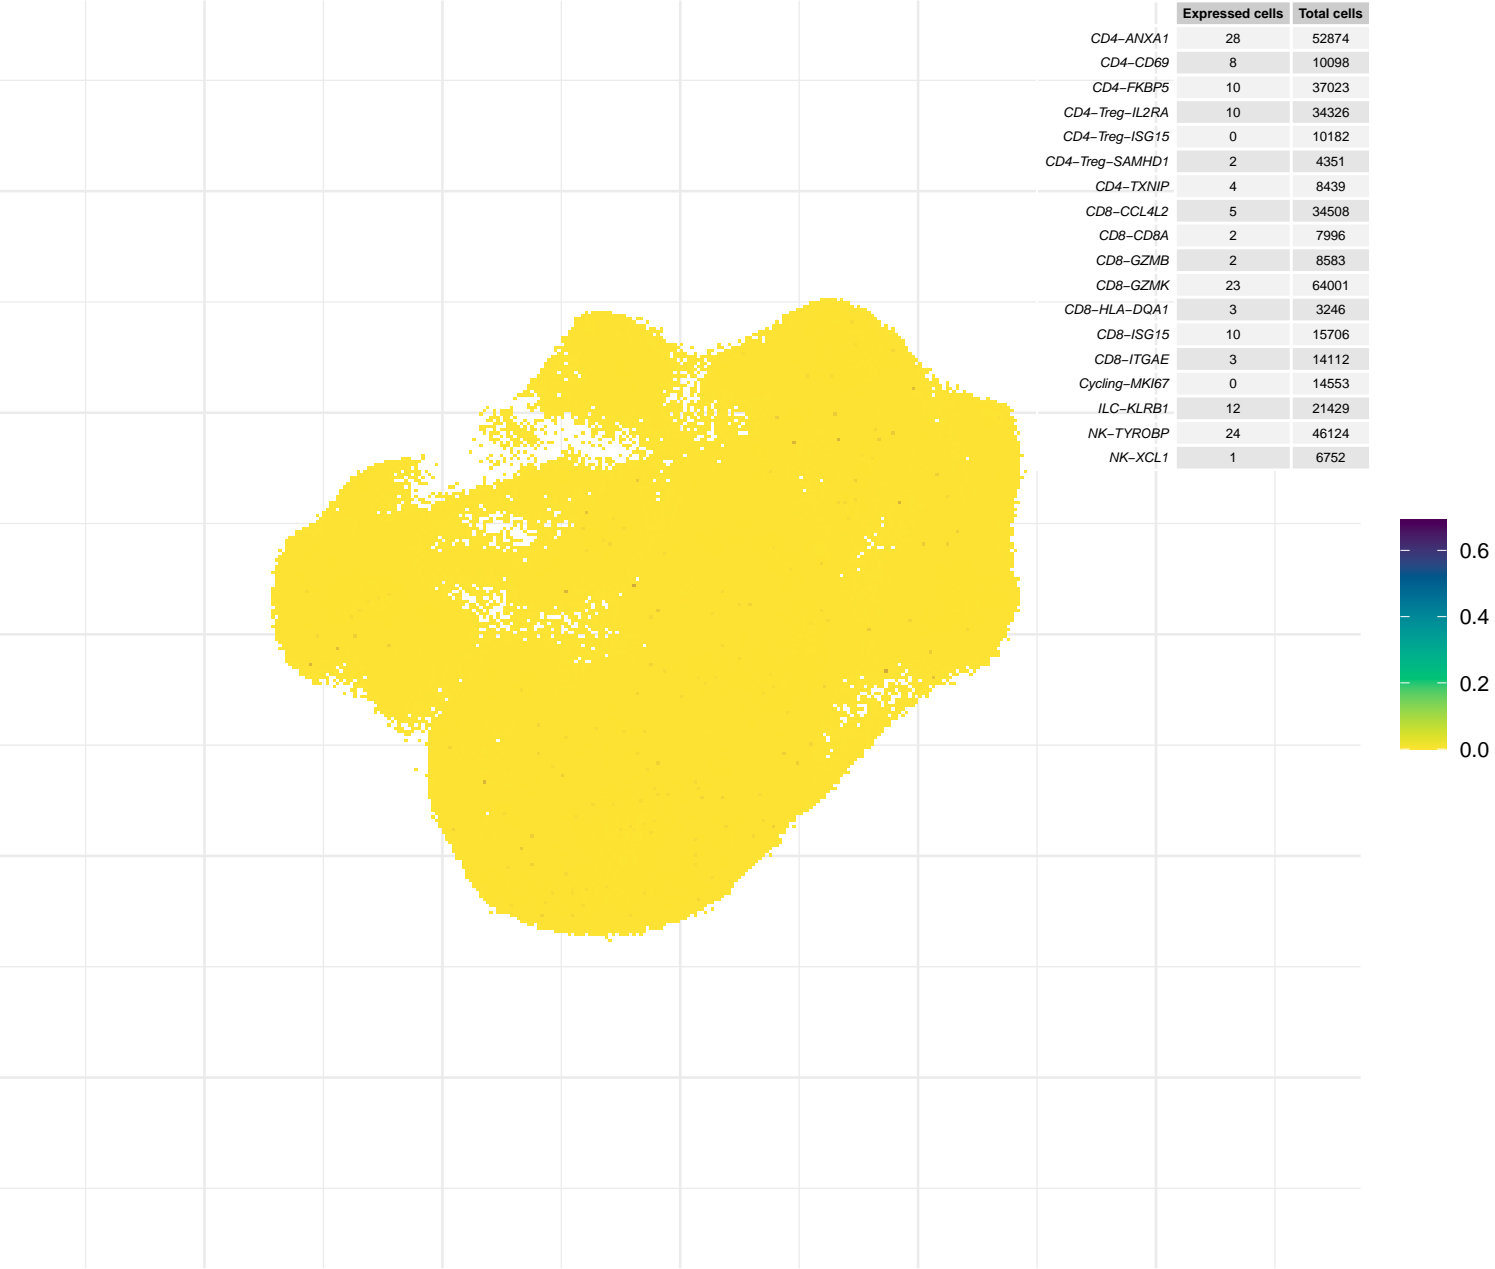 Expressed cells Total cells
CD4−ANXA1 28 52874
CD4−CD69 8 10098
CD4−FKBP5 10 37023
CD4−Treg−IL2RA 10 34326
CD4−Treg−ISG15 0 10182
CD4−Treg−SAMHD1 2 4351
CD4−TXNIP 4 8439
CD8−CCL4L2 5 34508
CD8−CD8A 2 7996
CD8−GZMB 2 8583
CD8−GZMK 23 64001
CD8−HLA−DQA1 3 3246
CD8−ISG15 10 15706
CD8−ITGAE 3 14112
Cycling−MKI67 0 14553
ILC−KLRB1 12 21429
NK−TYROBP 24 46124
NK−XCL1 1 6752
0.6
0.4
0.2
0.0